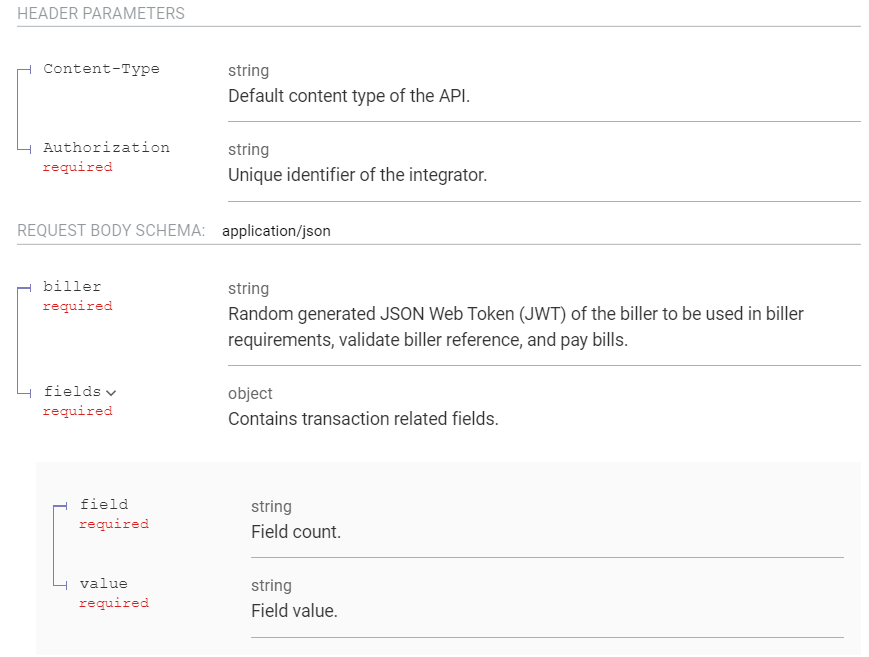 HEADER PARAMETERS
Content-Type string
Default content type of the API.
Authorization string
required
Unique identifier of the integrator.
REQUEST BODY SCHEMA: application/json
biller string
required
Random generated JSON Web Token (JWT) of the biller to be used in biller
requirements, validate biller reference, and pay bills.
fields object
required
Contains transaction related fields.
field string
required
Field count.
value string
required
Field value.